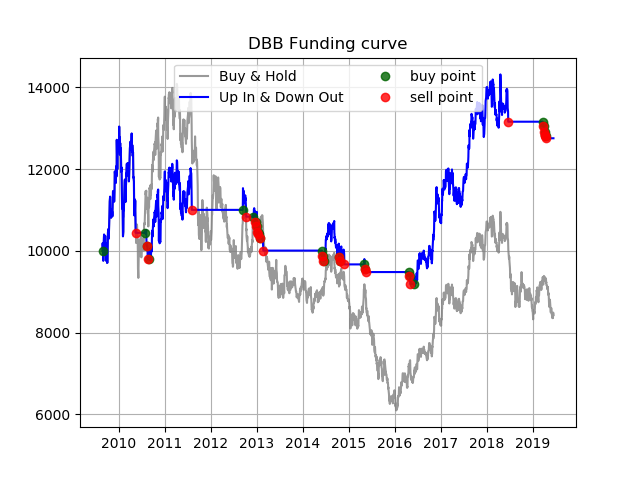 DBB Funding curve
Buy & Hold
Up In & Down Out
buy point
sell point
14000
12000
10000
8000
6000
2010 2011 2012 2013 2014 2015 2016 2017 2018 2019